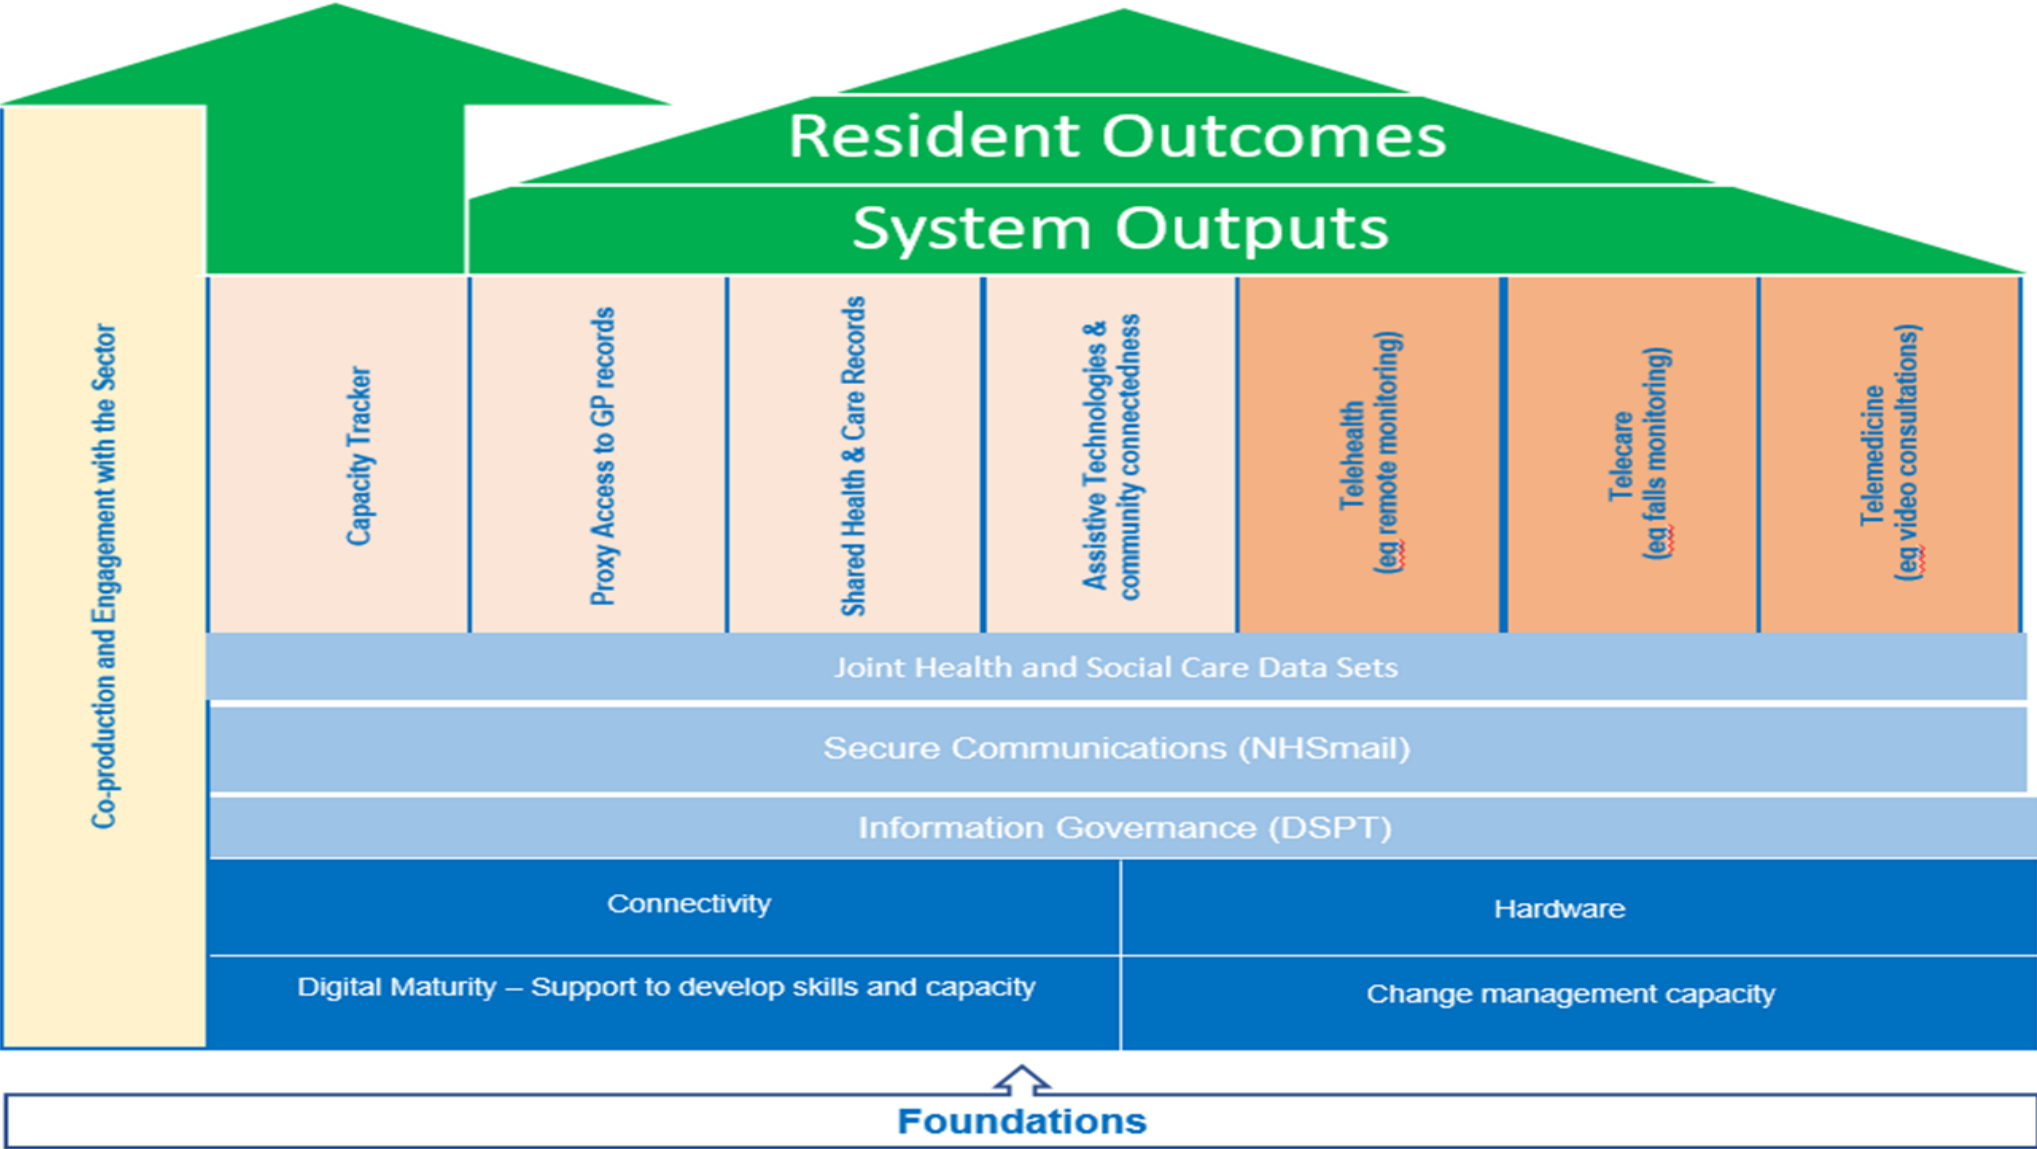 Resident Outcomes
System Outputs
Co-production and Engagement with the Sector
Capacity Tracker
Proxy Access to GP records
Shared Health & Care Records
Assistive Technologies &
community connectedness
Telehealth
(eg remote monitoring)
Telecare
(eg falls monitoring)
Telemedicine
(eg video consultations)
Joint Health and Social Care Data Sets
Secure Communications (NHSmail)
Information Governance (DSPT)
Connectivity
Hardware
Digital Maturity – Support to develop skills and capacity
Change management capacity
Foundations